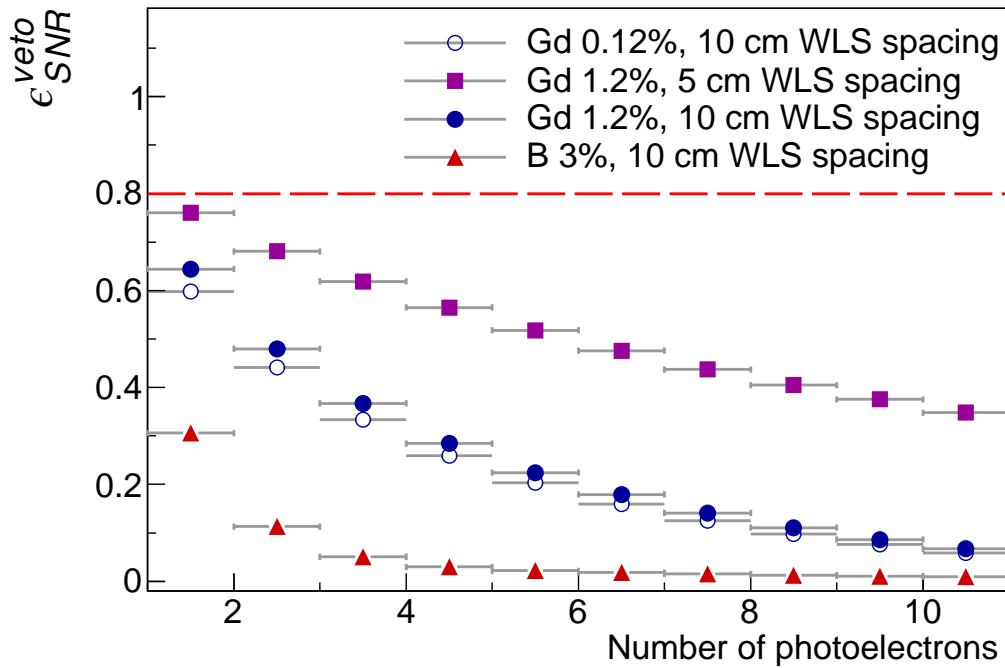 ϵ veto SNR
Gd 0.12%, 10 cm WLS spacing
Gd 1.2%, 5 cm WLS spacing
Gd 1.2%, 10 cm WLS spacing
B 3%, 10 cm WLS spacing
1
0.8
0.6
0.4
0.2
0
2 4 6 8 10
Number of photoelectrons